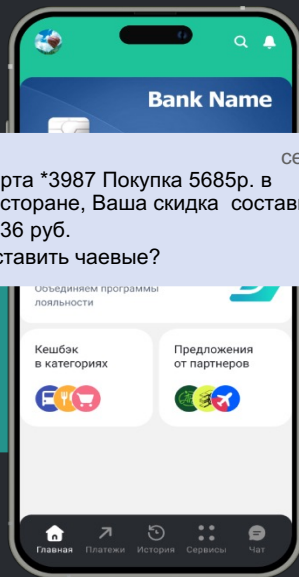 Bank Name
се
рта *3987 Покупка 5685р. в
сторане, Ваша скидка состави
36 руб.
ставить чаевые?
Объединяем программы
лояльности
Кешбэк
в категориях
Предложения
от партнеров
Главная Платежи История Сервисы Чат